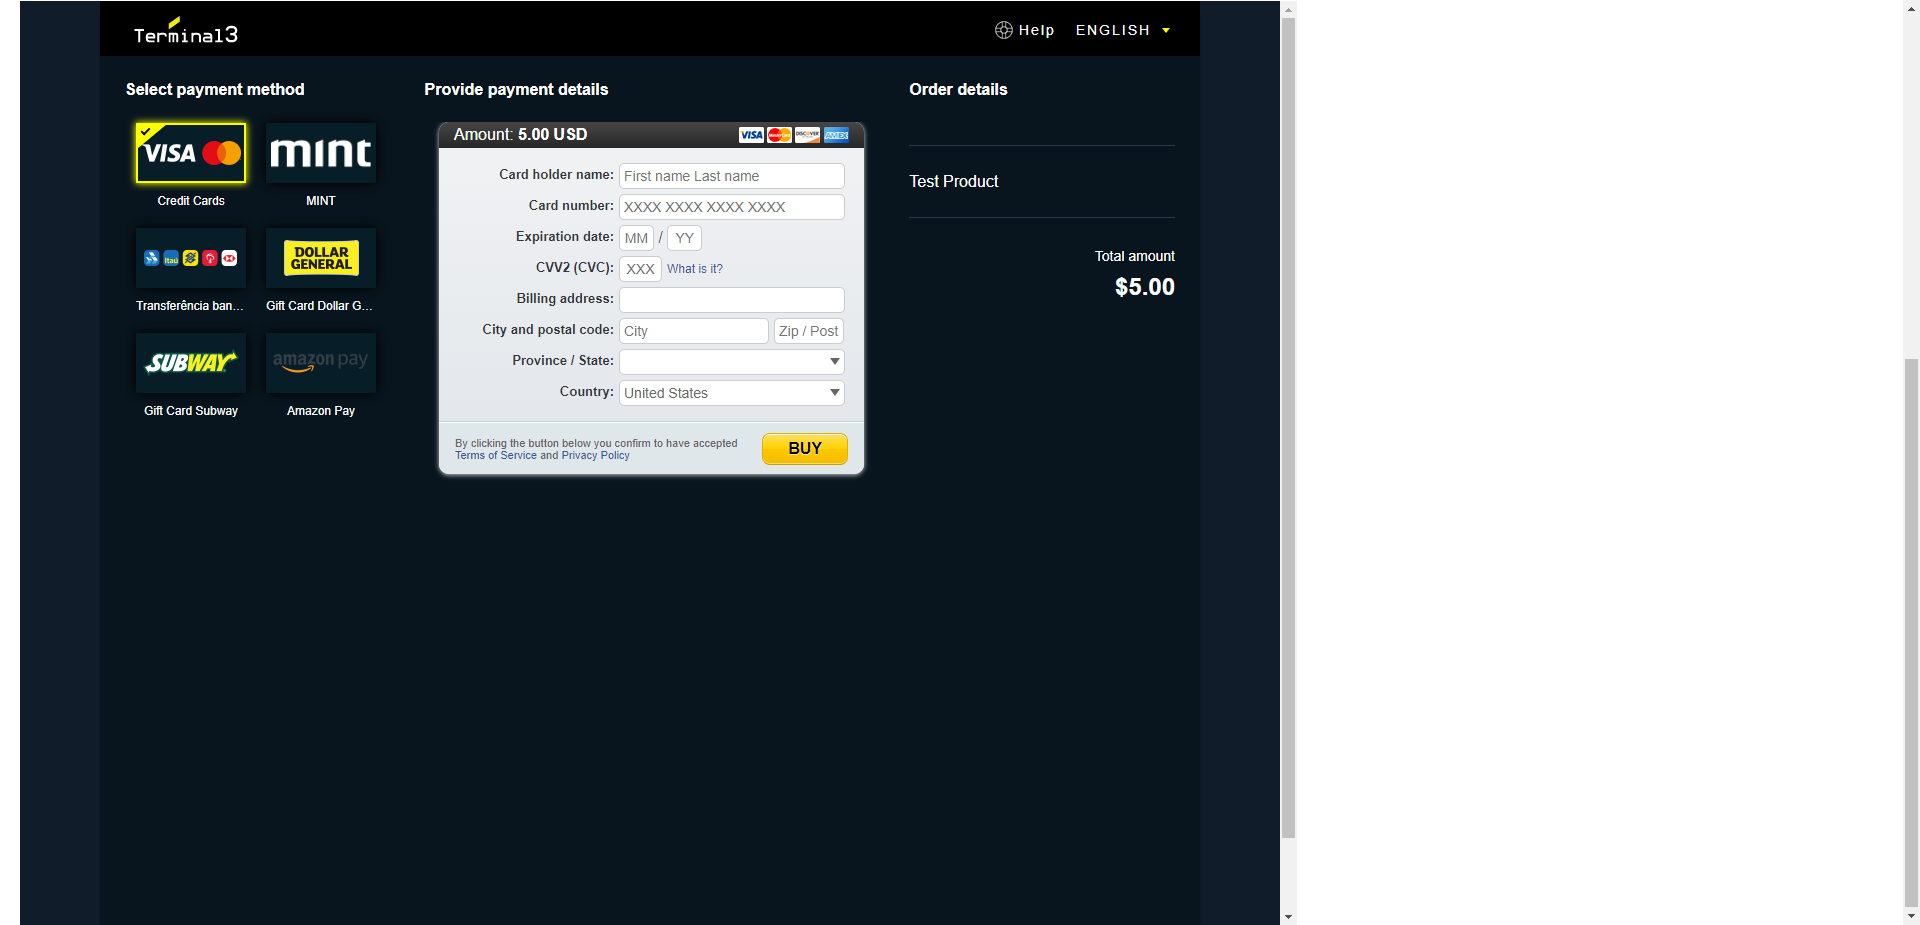 Terminal3
Help ENGLISH
Select payment method
VISA
Credit Cards
mint
MINT
Itaú
Transferência ban...
DOLLAR GENERAL
Gift Card Dollar G...
SUBWAY
Gift Card Subway
amazon pay
Amazon Pay
Provide payment details
Amount: 5.00 USD
VISA MasterCard DISCOVER AMEX
Card holder name: First name Last name
Card number: XXXX XXXX XXXX XXXX
Expiration date: MM / YY
CVV2 (CVC): XXX What is it?
Billing address:
City and postal code: City Zip / Post
Province / State:
Country: United States
By clicking the button below you confirm to have accepted
Terms of Service and Privacy Policy
BUY
Order details
Test Product
Total amount
$5.00